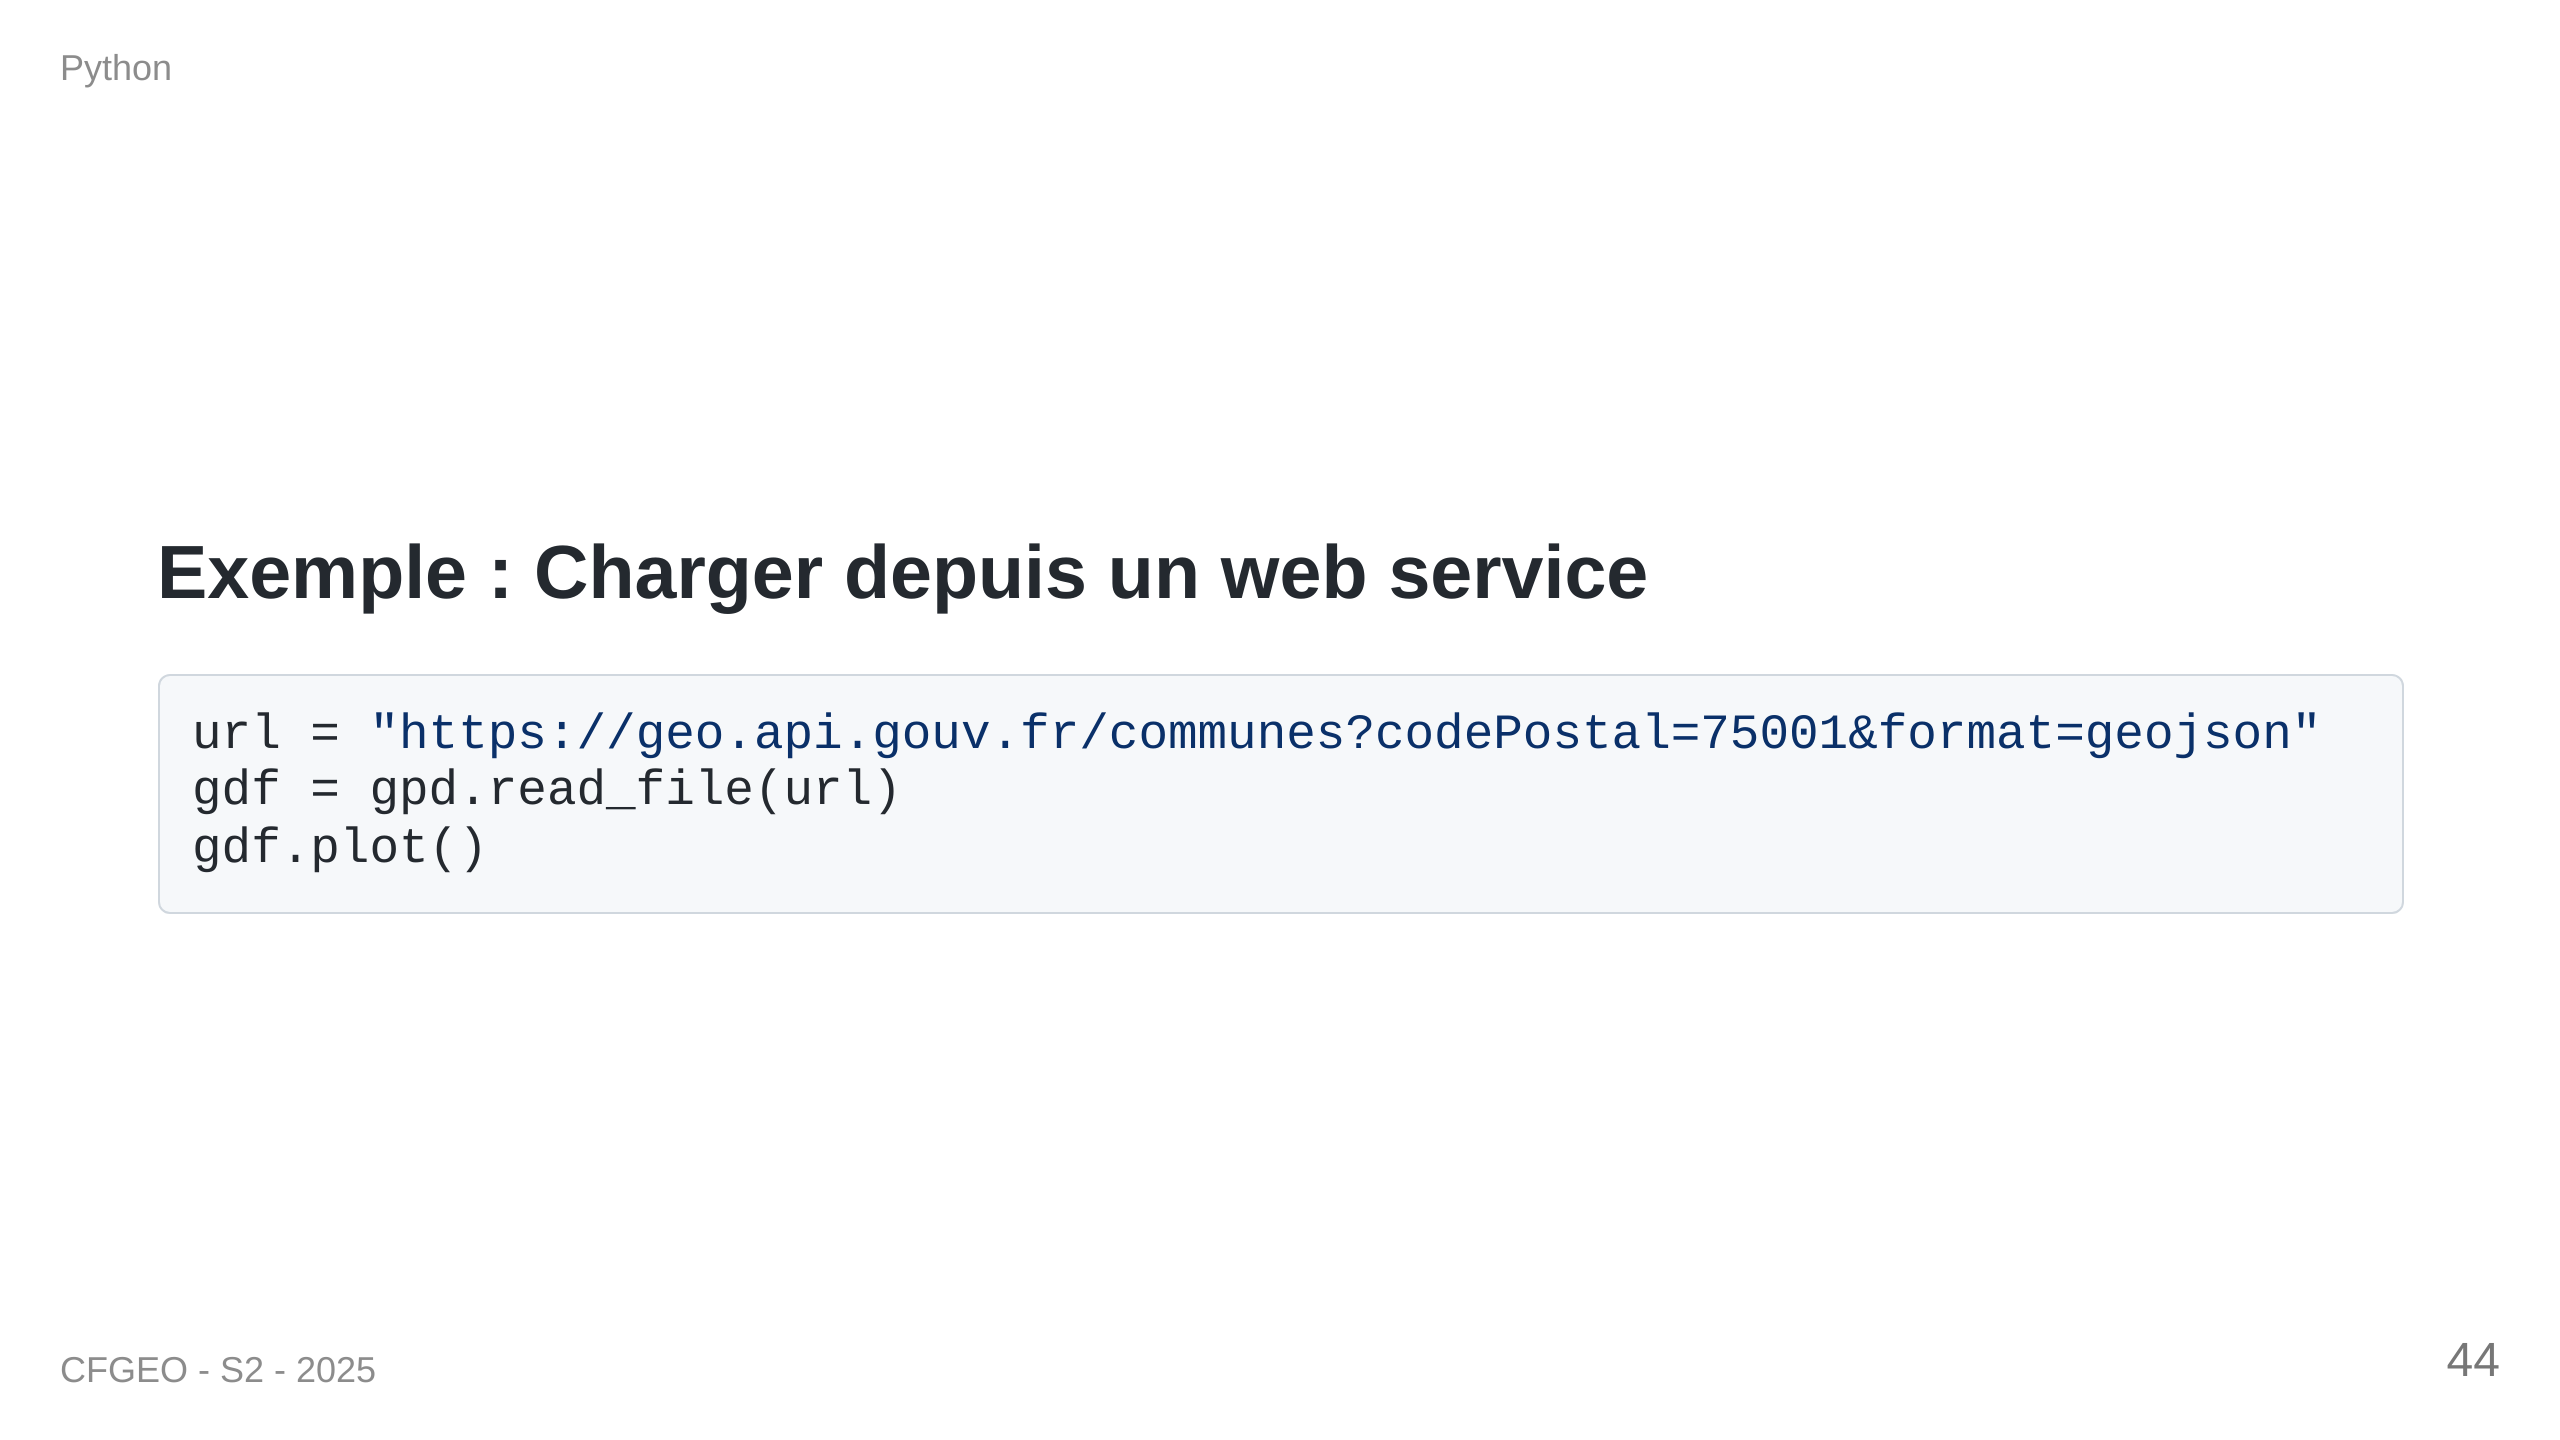 Python
Exemple : Charger depuis un web service
url = "https://geo.api.gouv.fr/communes?codePostal=75001&format=geojson"
gdf = gpd.read_file(url)
gdf.plot()
CFGEO - S2 - 2025
44